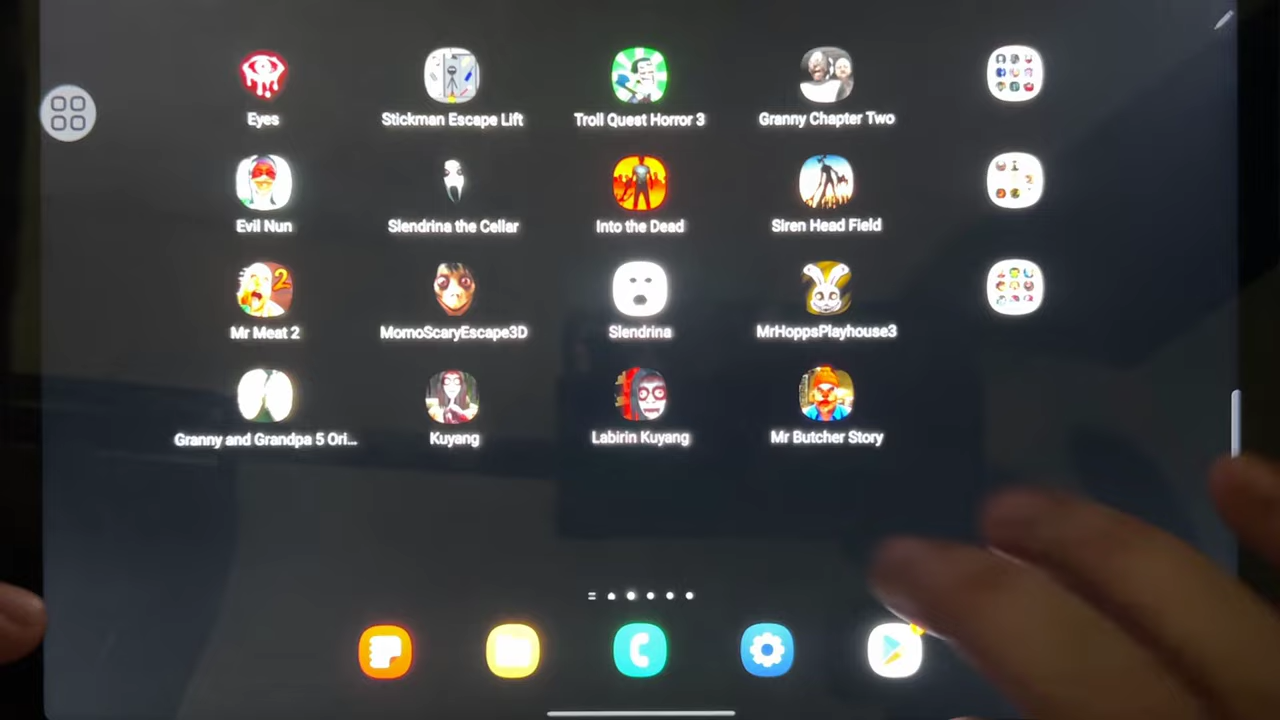 Eyes
Stickman Escape Lift
Troll Quest Horror 3
Granny Chapter Two
Evil Nun
Slendrina the Cellar
Into the Dead
Siren Head Field
2
Mr Meat 2
MomoScaryEscape3D
Slendrina
MrHoppsPlayhouse3
Granny and Grandpa 5 Ori...
Kuyang
Labirin Kuyang
Mr Butcher Story